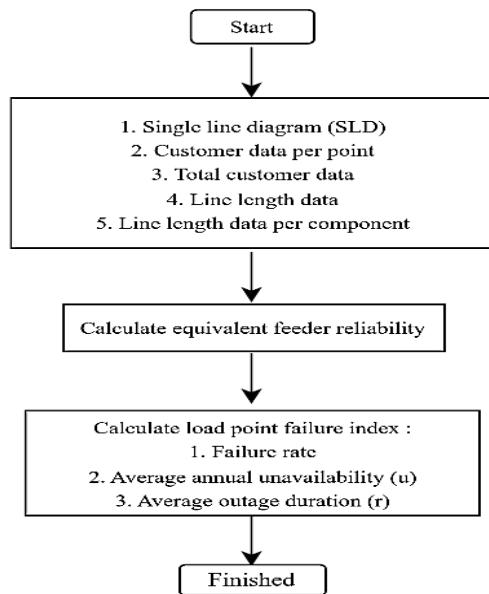 Start
1. Single line diagram (SLD)
2. Customer data per point
3. Total customer data
4. Line length data
5. Line length data per component
Calculate equivalent feeder reliability
Calculate load point failure index :
1. Failure rate
2. Average annual unavailability (u)
3. Average outage duration (r)
Finished